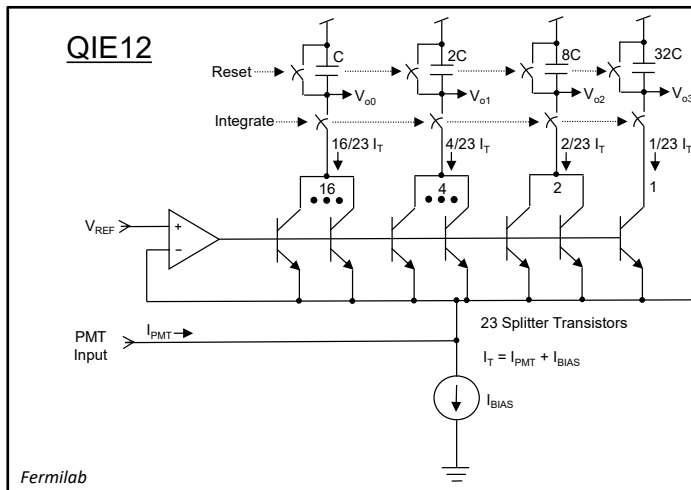 QIE12
Reset
C
2C
8C
32C
Vo0
Vo1
Vo2
Vo3
Integrate
16/23 IT
4/23 IT
2/23 IT
1/23 IT
16
4
2
1
VREF
+
−
PMT
Input
IPMT
23 Splitter Transistors
IT = IPMT + IBIAS
IBIAS
Fermilab